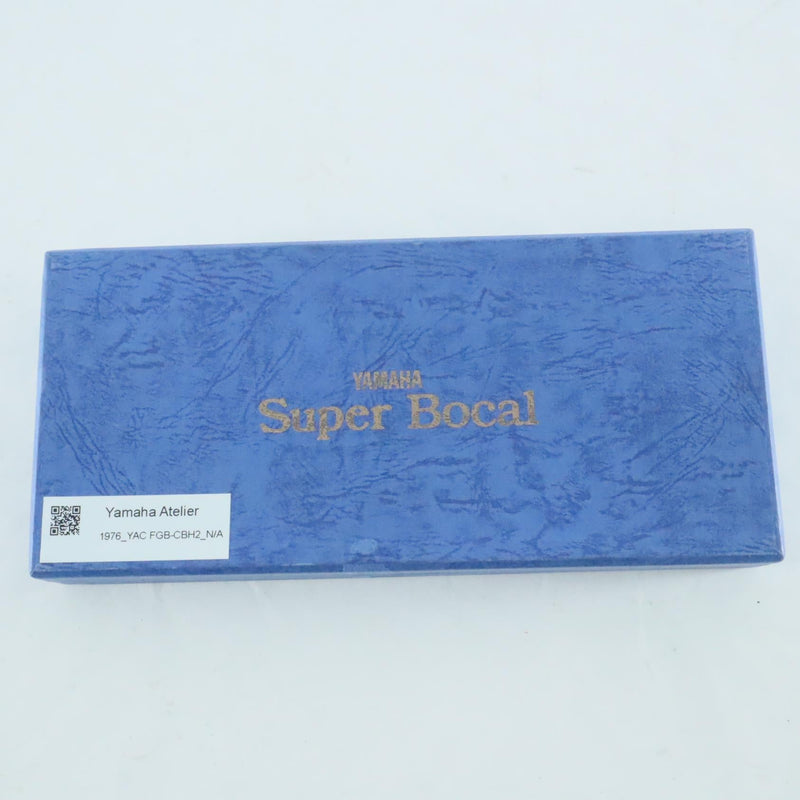 YAMAHA
Super Bocal
Yamaha Atelier
1976_YAC FGB-CBH2_N/A